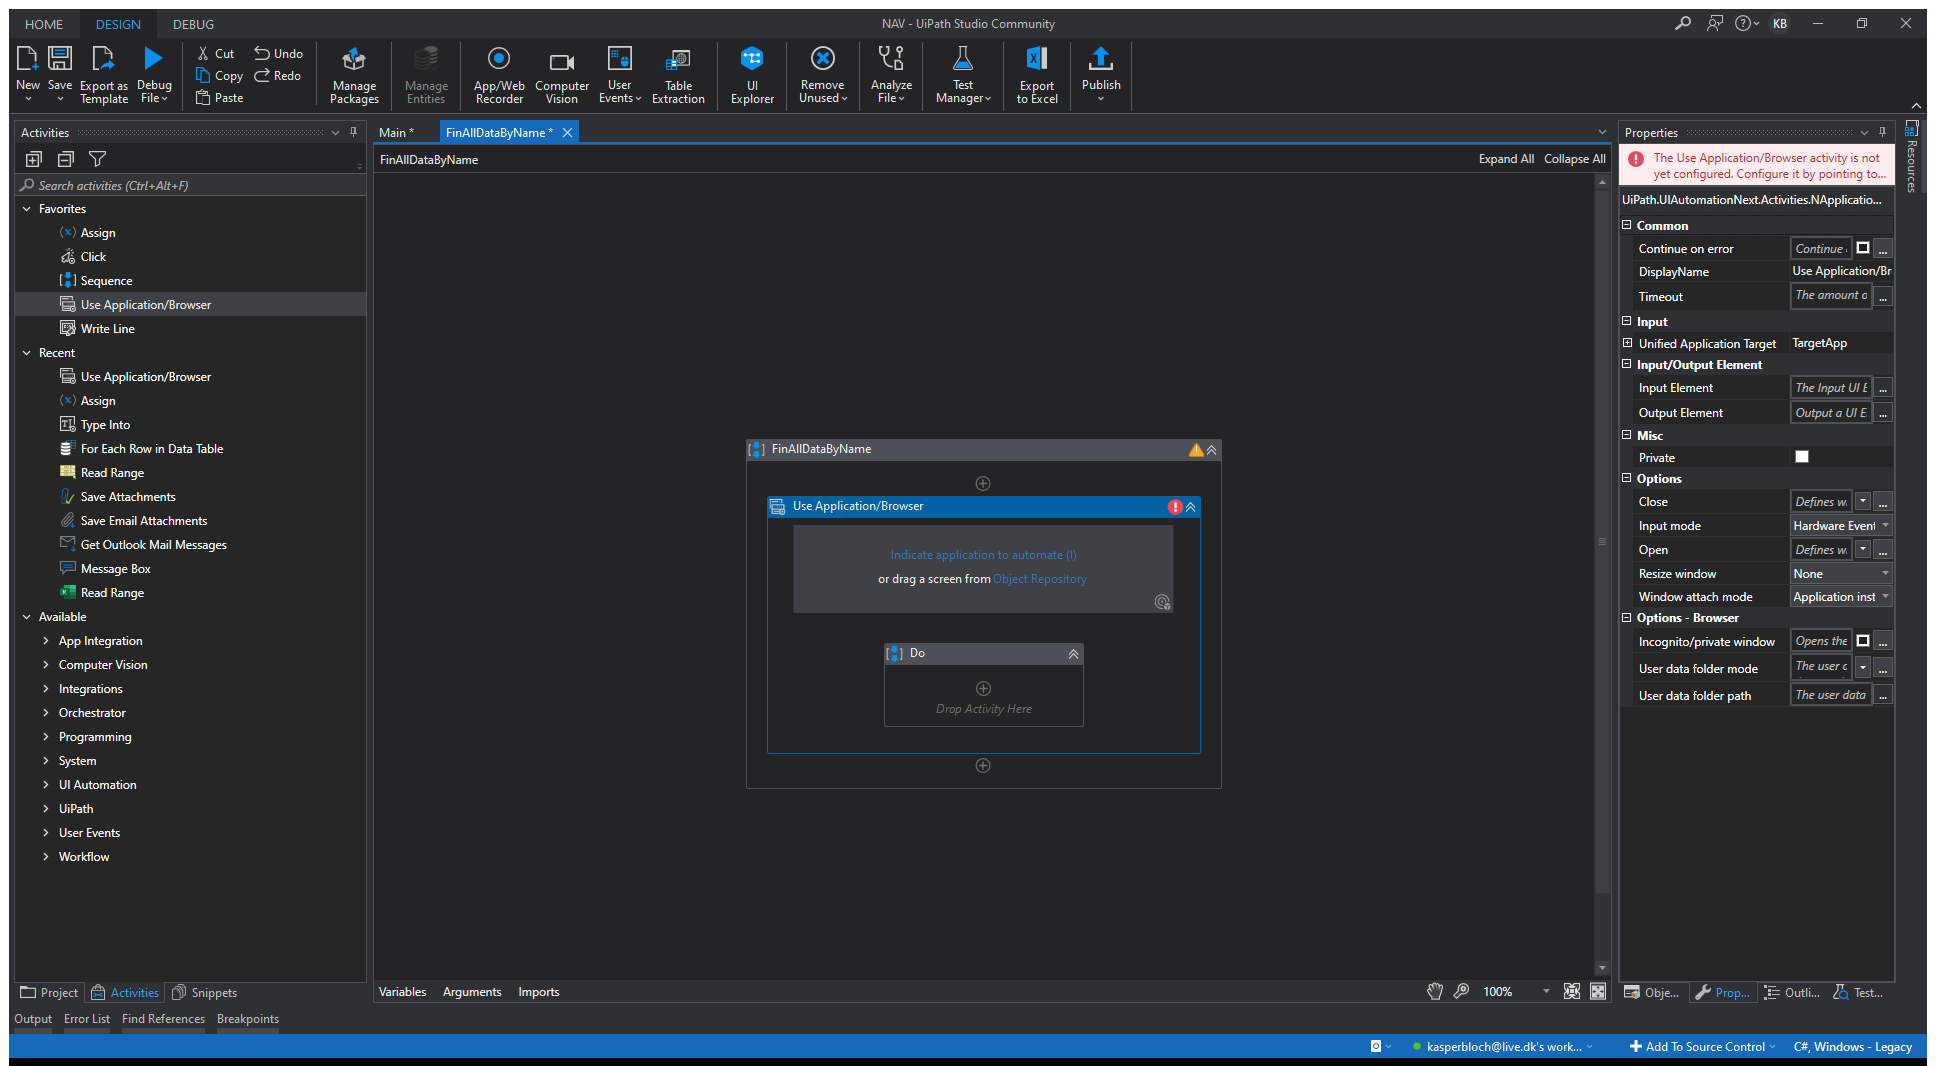 HOME DESIGN DEBUG
NAV - UiPath Studio Community
KB
New
Save
Export as Template
Debug File
Cut
Copy
Paste
Undo
Redo
Manage Packages
Manage Entities
App/Web Recorder
Computer Vision
User Events
Table Extraction
UI Explorer
Remove Unused
Analyze File
Test Manager
Export to Excel
Publish
Activities
Search activities (Ctrl+Alt+F)
Favorites
Assign
Click
Sequence
Use Application/Browser
Write Line
Recent
Use Application/Browser
Assign
Type Into
For Each Row in Data Table
Read Range
Save Attachments
Save Email Attachments
Get Outlook Mail Messages
Message Box
Read Range
Available
App Integration
Computer Vision
Integrations
Orchestrator
Programming
System
UI Automation
UiPath
User Events
Workflow
Project Activities Snippets
Main * FinAllDataByName *
FinAllDataByName
Expand All Collapse All
FinAllDataByName
Use Application/Browser
Indicate application to automate (I)
or drag a screen from Object Repository
Do
Drop Activity Here
Variables Arguments Imports
100%
Properties
The Use Application/Browser activity is not
yet configured. Configure it by pointing to...
UiPath.UIAutomationNext.Activities.NApplicatio...
Common
Continue on error Continue ...
DisplayName Use Application/Br
Timeout The amount o ...
Input
Unified Application Target TargetApp
Input/Output Element
Input Element The Input UI E ...
Output Element Output a UI E ...
Misc
Private
Options
Close Defines w. ...
Input mode Hardware Event
Open Defines w. ...
Resize window None
Window attach mode Application inst
Options - Browser
Incognito/private window Opens the ...
User data folder mode The user d ...
User data folder path The user data ...
Obje... Prop... Outli... Test...
Resources
Output Error List Find References Breakpoints
kasperbloch@live.dk's work...
Add To Source Control
C#, Windows - Legacy